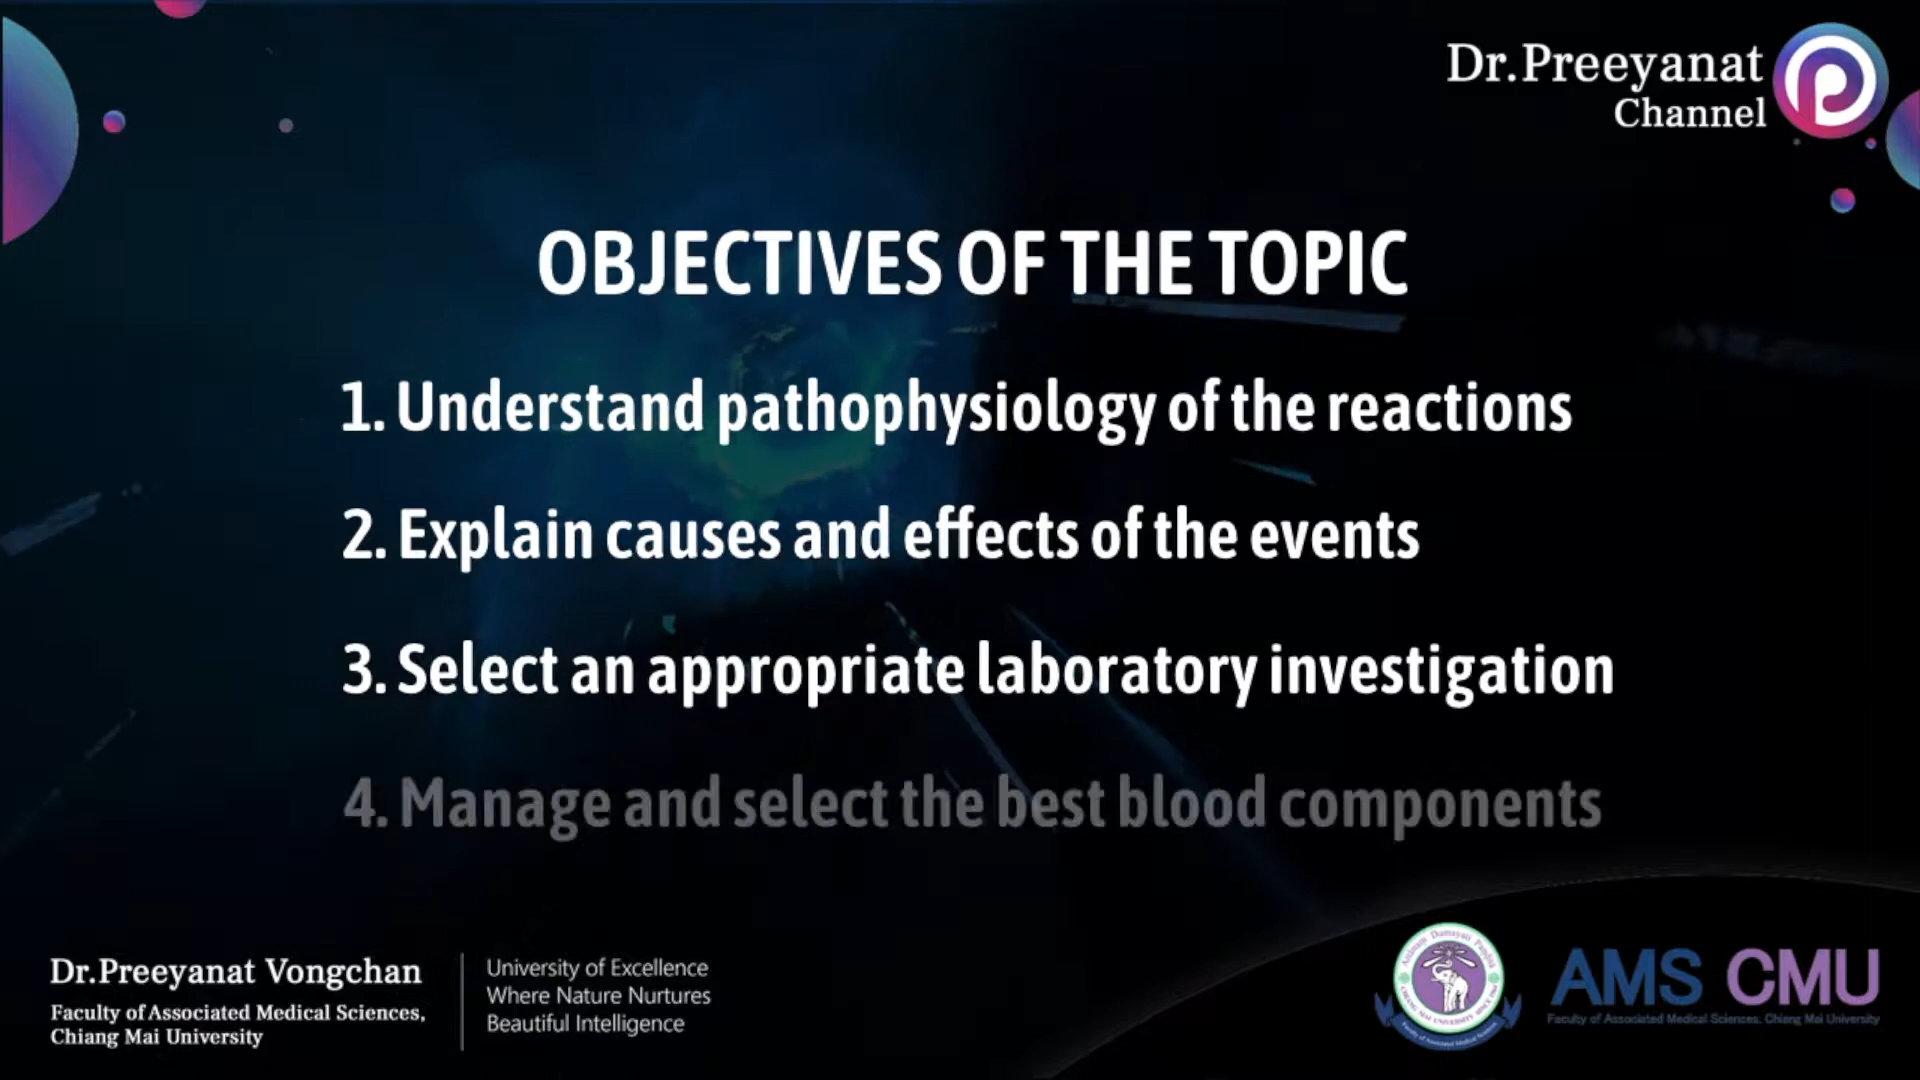 Dr.Preeyanat
Channel
OBJECTIVES OF THE TOPIC
1. Understand pathophysiology of the reactions
2. Explain causes and effects of the events
3. Select an appropriate laboratory investigation
4. Manage and select the best blood components
Dr.Preeyanat Vongchan
Faculty of Associated Medical Sciences,
Chiang Mai University
University of Excellence
Where Nature Nurtures
Beautiful Intelligence
AMS CMU
Faculty of Associated Medical Sciences, Chiang Mai University